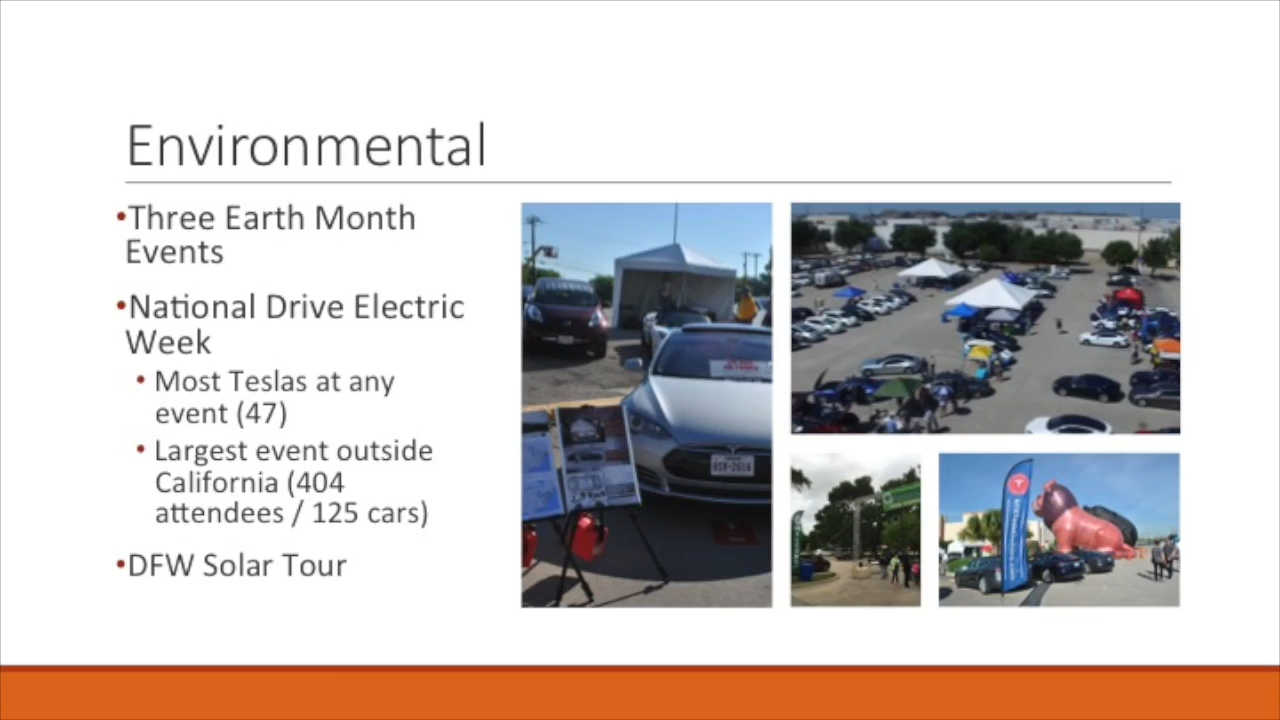 Environmental
•Three Earth Month
Events
•National Drive Electric
Week
• Most Teslas at any
event (47)
• Largest event outside
California (404
attendees / 125 cars)
•DFW Solar Tour